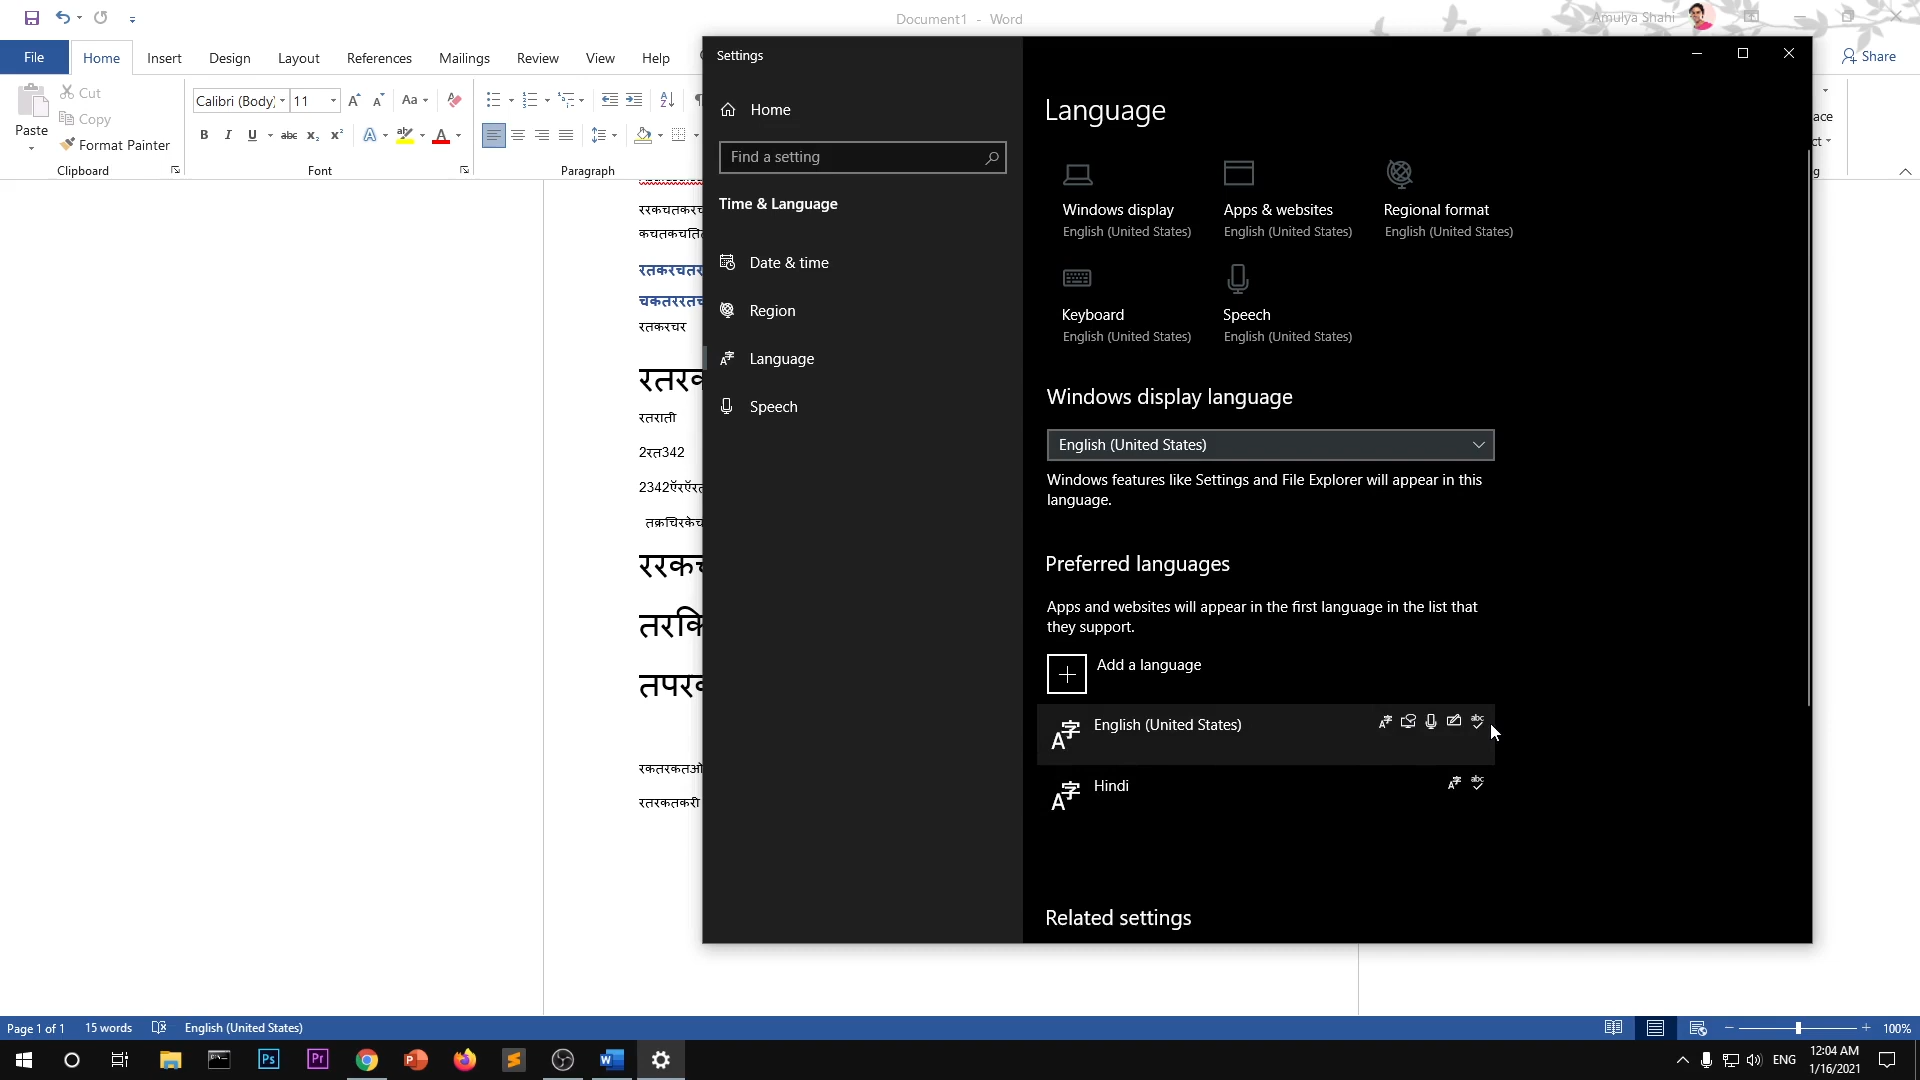 Document1 - Word
Amulya Shahi
File
Home
Insert
Design
Layout
References
Mailings
Review
View
Help
Share
Paste
Cut
Copy
Format Painter
Clipboard
Calibri (Body)
11
Font
Paragraph
ररकचतकरच
रतकरचर
रतराती
2रत342
रतरकतकरी
Settings
Home
Find a setting
Time & Language
Date & time
Region
Language
Speech
Language
Windows display
English (United States)
Apps & websites
English (United States)
Regional format
English (United States)
Keyboard
English (United States)
Speech
English (United States)
Windows display language
English (United States)
Windows features like Settings and File Explorer will appear in this
language.
Preferred languages
Apps and websites will appear in the first language in the list that
they support.
Add a language
English (United States)
Hindi
Related settings
Page 1 of 1
15 words
English (United States)
100%
ENG
12:04 AM
1/16/2021